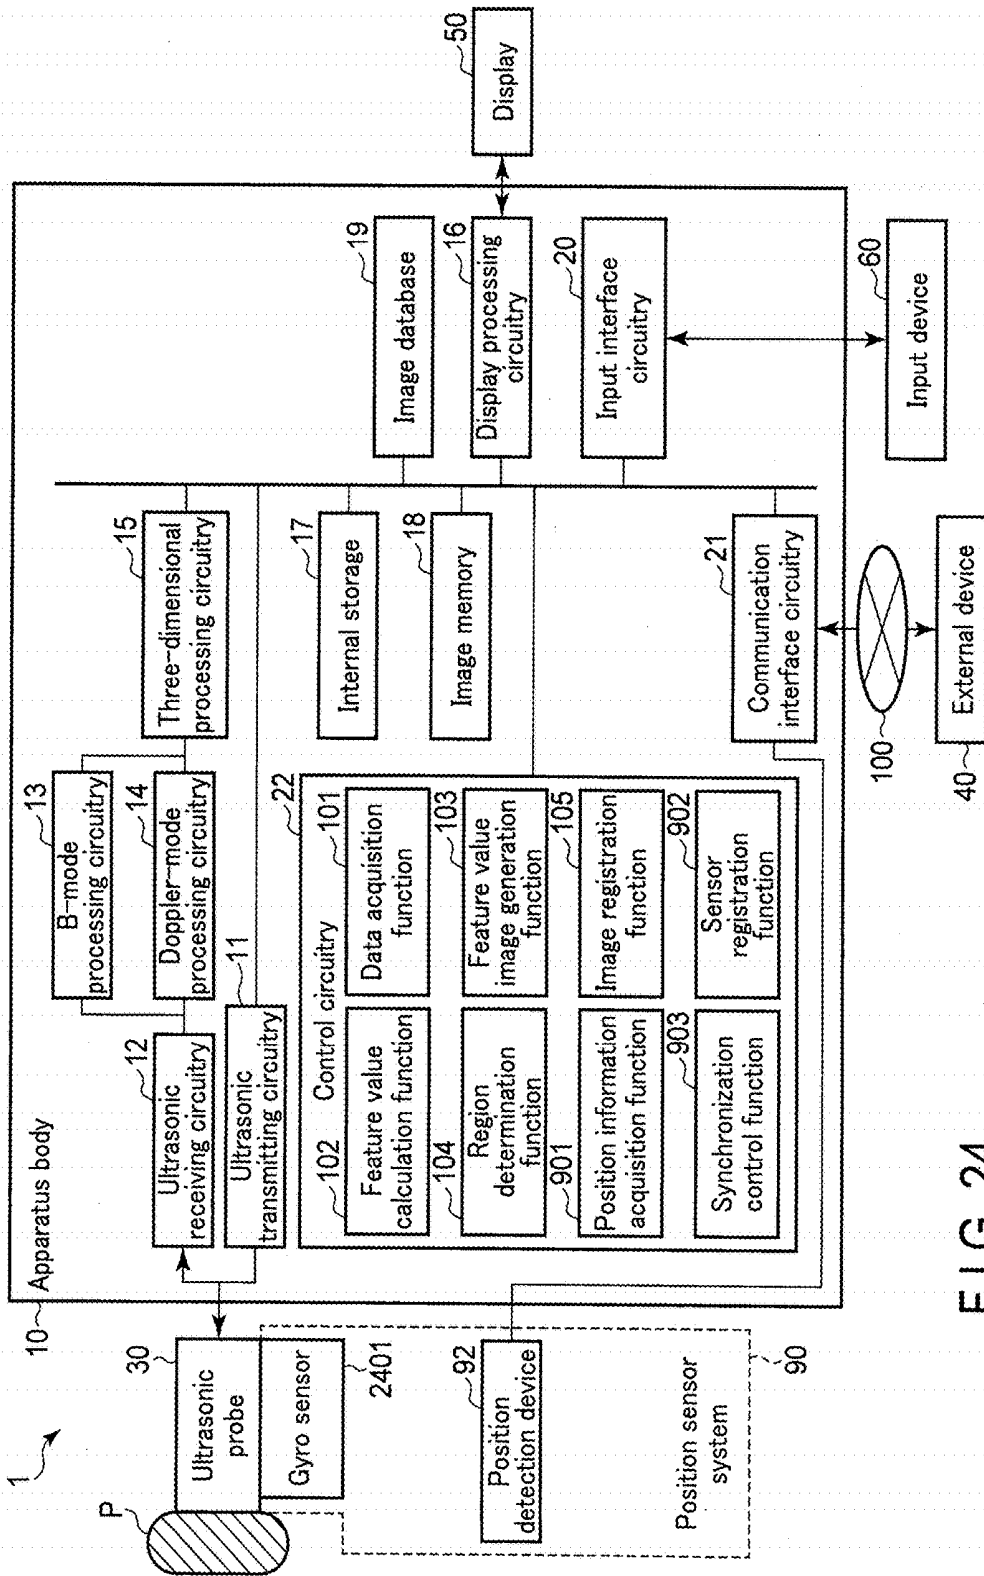 1
P
10
Apparatus body
30
Ultrasonic
probe
Gyro sensor
2401
92
Position
detection device
Position sensor
system
90
12
Ultrasonic
receiving circuitry
11
Ultrasonic
transmitting circuitry
13
B-mode
processing circuitry
14
Doppler-mode
processing circuitry
15
Three-dimensional
processing circuitry
22
Control circuitry
102
Feature value
calculation function
101
Data acquisition
function
104
Region
determination
function
103
Feature value
image generation
function
901
Position information
acquisition function
105
Image registration
function
903
Synchronization
control function
902
Sensor
registration
function
17
Internal storage
18
Image memory
21
Communication
interface circuitry
19
Image database
16
Display processing
circuitry
20
Input interface
circuitry
50
Display
60
Input device
100
40
External device
FIG. 24